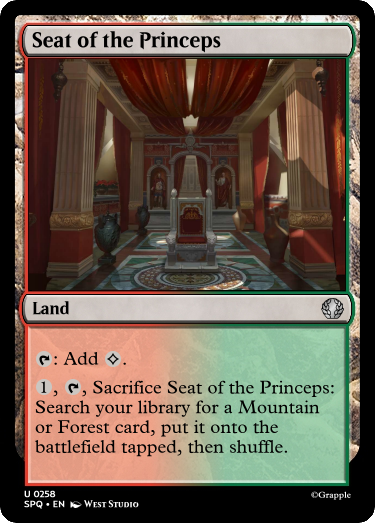 Seat of the Princeps
Land
: Add .
1, , Sacrifice Seat of the Princeps:
Search your library for a Mountain
or Forest card, put it onto the
battlefield tapped, then shuffle.
U 0258
SPQ • EN West Studio
©Grapple